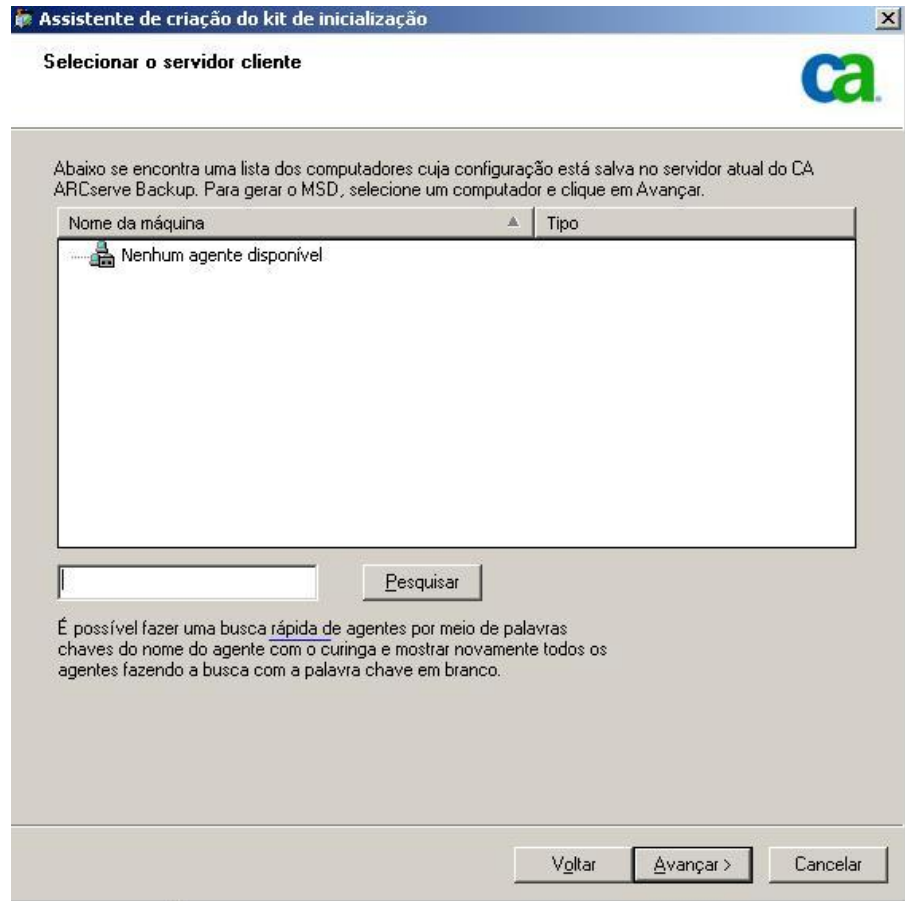 Assistente de criação do kit de inicialização
Selecionar o servidor cliente
ca
Abaixo se encontra uma lista dos computadores cuja configuração está salva no servidor atual do CA
ARCserve Backup. Para gerar o MSD, selecione um computador e clique em Avançar.
Nome da máquina Tipo
Nenhum agente disponível
Pesquisar
É possível fazer uma busca rápida de agentes por meio de palavras
chaves do nome do agente com o curinga e mostrar novamente todos os
agentes fazendo a busca com a palavra chave em branco.
Voltar Avançar > Cancelar